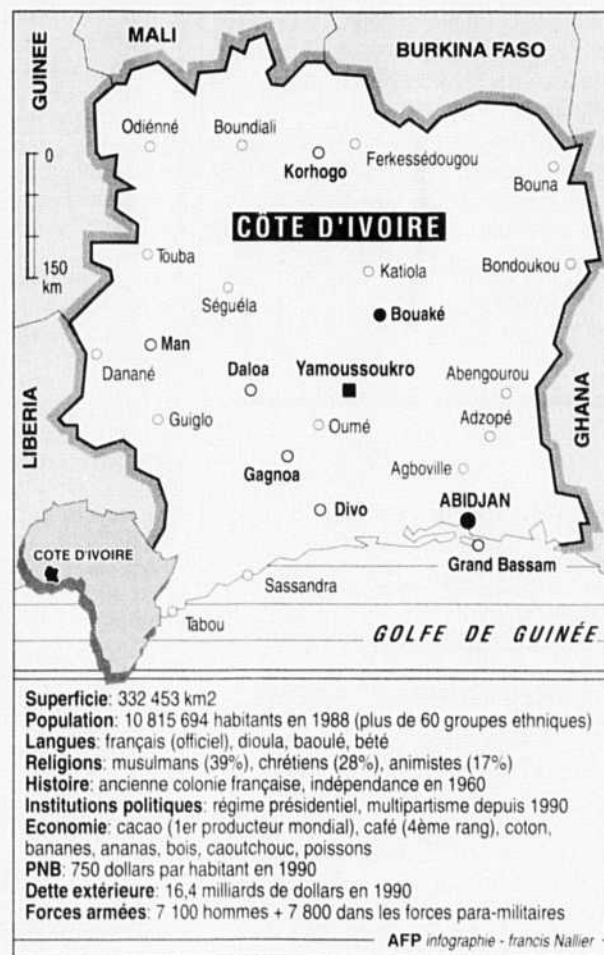 MALI
BURKINA FASO
GUINEE
Odiénné
Boundiali
Korhogo
Ferkessédougou
Bouna
0
150
km
CÔTE D'IVOIRE
Touba
Katiola
Bondoukou
Séguéla
Bouaké
Man
Danané
Daloa
Yamoussoukro
Abengourou
Guiglo
Oumé
Adzopé
Gagnoa
Agboville
LIBERIA
GHANA
Divo
ABIDJAN
Grand Bassam
COTE D'IVOIRE
Sassandra
Tabou
GOLFE DE GUINÉE
Superficie: 332 453 km2
Population: 10 815 694 habitants en 1988 (plus de 60 groupes ethniques)
Langues: français (officiel), dioula, baoulé, bété
Religions: musulmans (39%), chrétiens (28%), animistes (17%)
Histoire: ancienne colonie française, indépendance en 1960
Institutions politiques: régime présidentiel, multipartisme depuis 1990
Economie: cacao (1er producteur mondial), café (4ème rang), coton,
bananes, ananas, bois, caoutchouc, poissons
PNB: 750 dollars par habitant en 1990
Dette extérieure: 16,4 milliards de dollars en 1990
Forces armées: 7 100 hommes + 7 800 dans les forces para-militaires
AFP infographie - francis Nallier